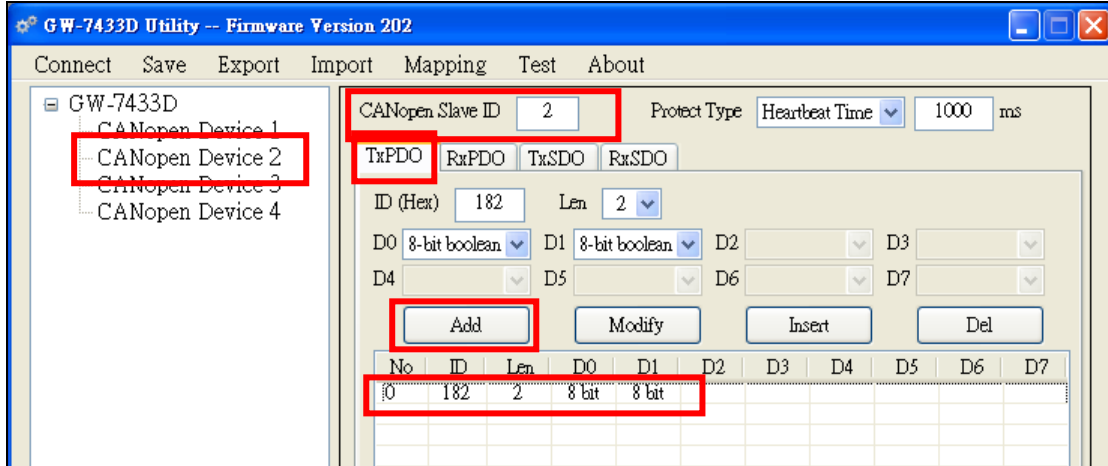 GW-7433D Utility -- Firmware Version 202
Connect Save Export Import Mapping Test About
GW-7433D
CANopen Device 1
CANopen Device 2
CANopen Device 3
CANopen Device 4
CANopen Slave ID 2 Protect Type Heartbeat Time 1000 ms
TxPDO RxPDO TxSDO RxSDO
ID (Hex) 182 Len 2
D0 8-bit boolean D1 8-bit boolean D2 D3
D4 D5 D6 D7
Add Modify Insert Del
No ID Len D0 D1 D2 D3 D4 D5 D6 D7
0 182 2 8 bit 8 bit